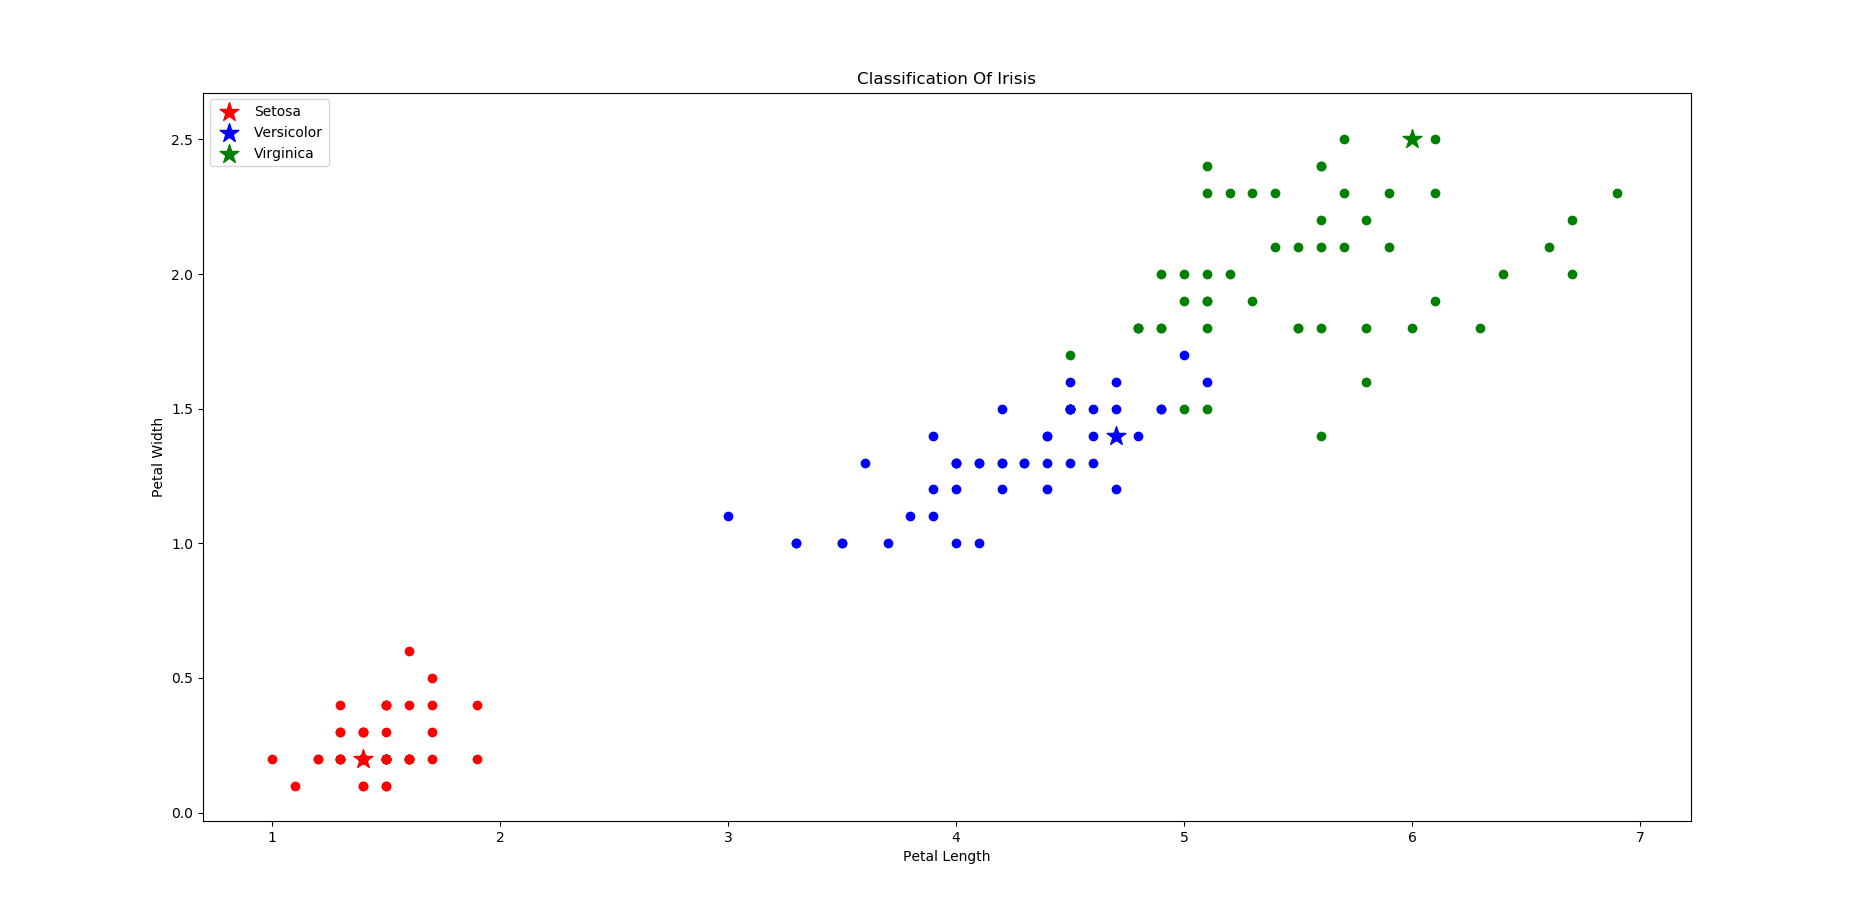 Classification Of Irisis
Setosa
Versicolor
Virginica
2.5
2.0
1.5
1.0
0.5
0.0
Petal Width
1 2 3 4 5 6 7
Petal Length